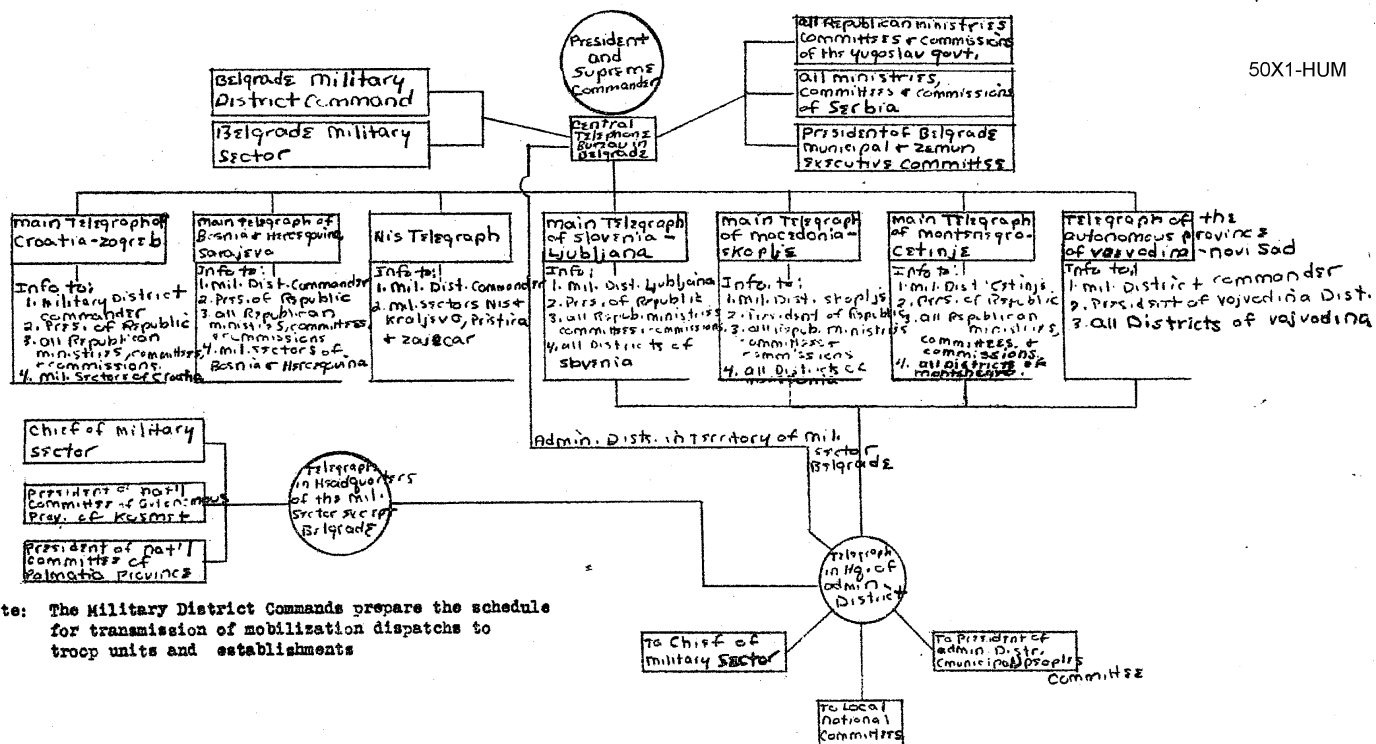 President
and
Supreme
Commander
all Republican ministries
committees & commissions
of the yugoslav govt.
50X1-HUM
all ministries,
committees & commissions
of Serbia
President of Belgrade
municipal & zemun
executive committee
Belgrade military
District Command
Belgrade military
Sector
Central
Telephone
Bureau in
Belgrade
main Telegraph of
Croatia-zogreb
Info to:
1. military District
commander
2. Pres. of Republic
3. all Republican
ministries, committees,
& commissions.
4. mil. Sectors of Croatia
main Telegraph of
Bosnia & Hercegovina
Sarajevo
Info to:
1. mil. Dist. Commander
2. Pres. of Republic
3. all Republican
ministries, committees,
& commissions
4. mil. sectors of
Bosnia & Hercegovina
Nis Telegraph
Info to:
1. mil. Dist. Commander
2. mil. sectors Nis &
Kraljevo, Pristina
& zajecar
main Telegraph
of Slovenia-
Ljubljana
Info:
1. mil. Dist. Ljubljana
2. Pres. of Republic
3. all Repub. ministries
committees & commissions
4. all Districts of
slovenia
main Telegraph
of macedonia-
skoplje
Info. to:
1. mil. Dist. skoplje
2. President of Republic
3. all Repub. ministries
committees &
commissions
4. all Districts of
main Telegraph
of montenegro-
Cetinje
Info to:
1. mil. Dist. Cetinje.
2. Pres. of Republic
3. all Republican
ministries,
committees. &
commissions.
4. all Districts of
montenegro.
Telegraph of the
autonomous province
of vojvodina - novi Sad
Info to:
1. mil. District commander
2. President of vojvodina Dist.
3. all Districts of vojvodina
Chief of military
sector
President of nat'l
Committee of
Prov. of Kosmet
President of nat'l
committee of
Dalmatia Province
Telegraph
in Headquarters
of the mil.
Sector except
Belgrade
Admin. Dist. in Territory of mil.
sector
Belgrade
Telegraph
in Hq. of
admin.
District
te: The Military District Commands prepare the schedule
for transmission of mobilization dispatchs to
troop units and establishments
To Chief of
military Sector
To President of
admin. Distr.
(municipal) peoples
Committee
To Local
national
committees